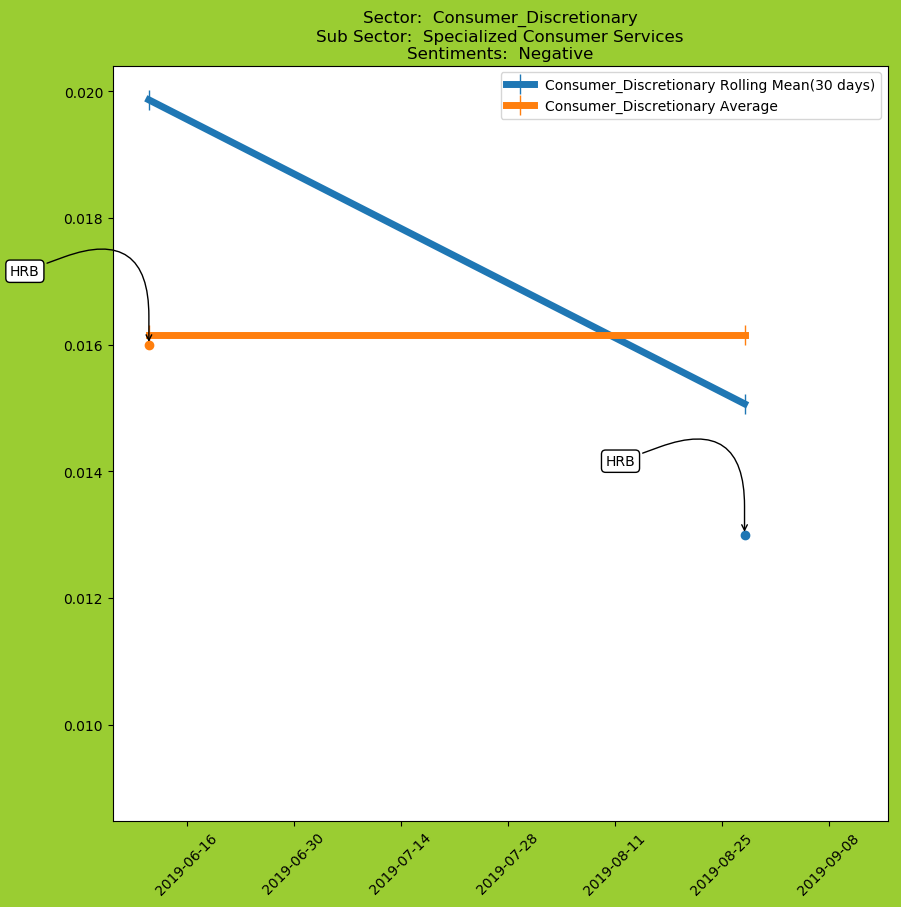 Sector:  Consumer_Discretionary
Sub Sector:  Specialized Consumer Services
Sentiments:  Negative
Consumer_Discretionary Rolling Mean(30 days)
Consumer_Discretionary Average
0.020
0.018
0.016
0.014
0.012
0.010
HRB
HRB
2019-06-16
2019-06-30
2019-07-14
2019-07-28
2019-08-11
2019-08-25
2019-09-08